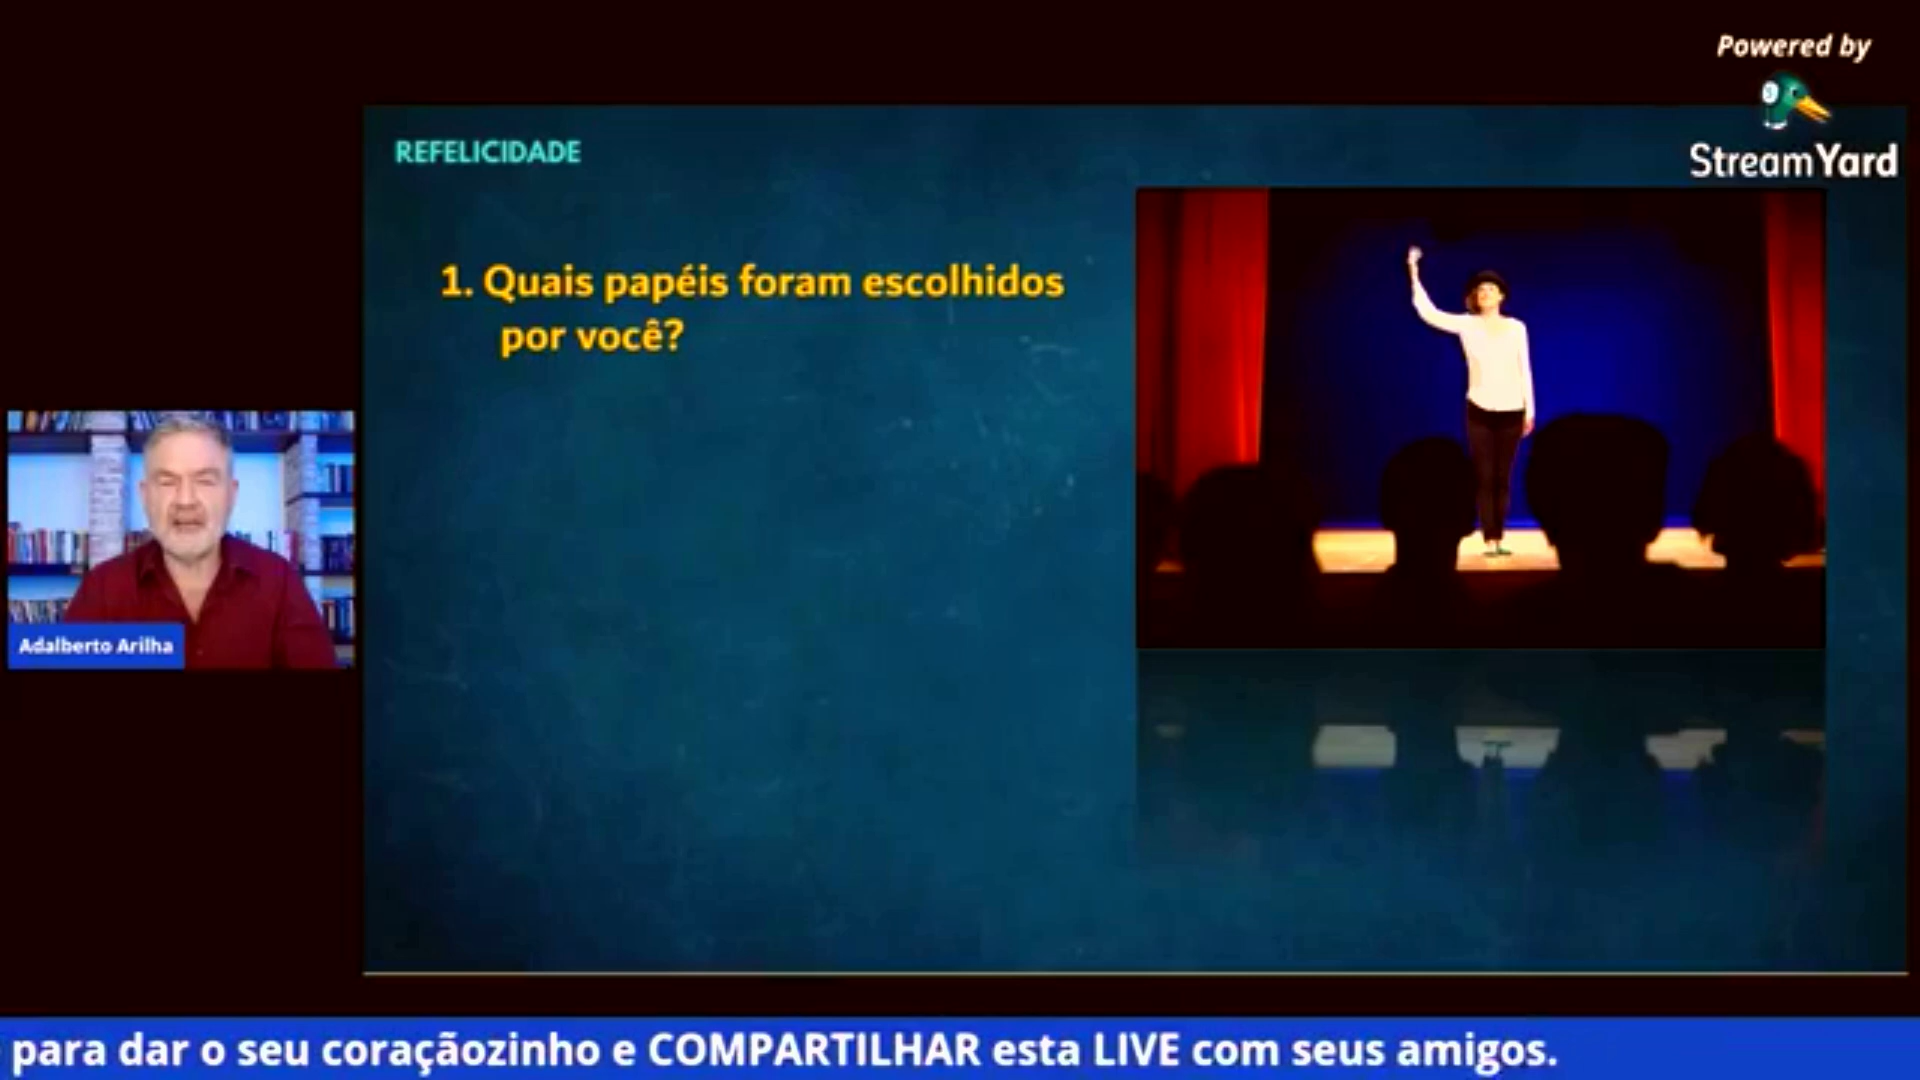 Powered by
StreamYard
REFELICIDADE
1. Quais papéis foram escolhidos
por você?
Adalberto Arilha
para dar o seu coraçãozinho e COMPARTILHAR esta LIVE com seus amigos.